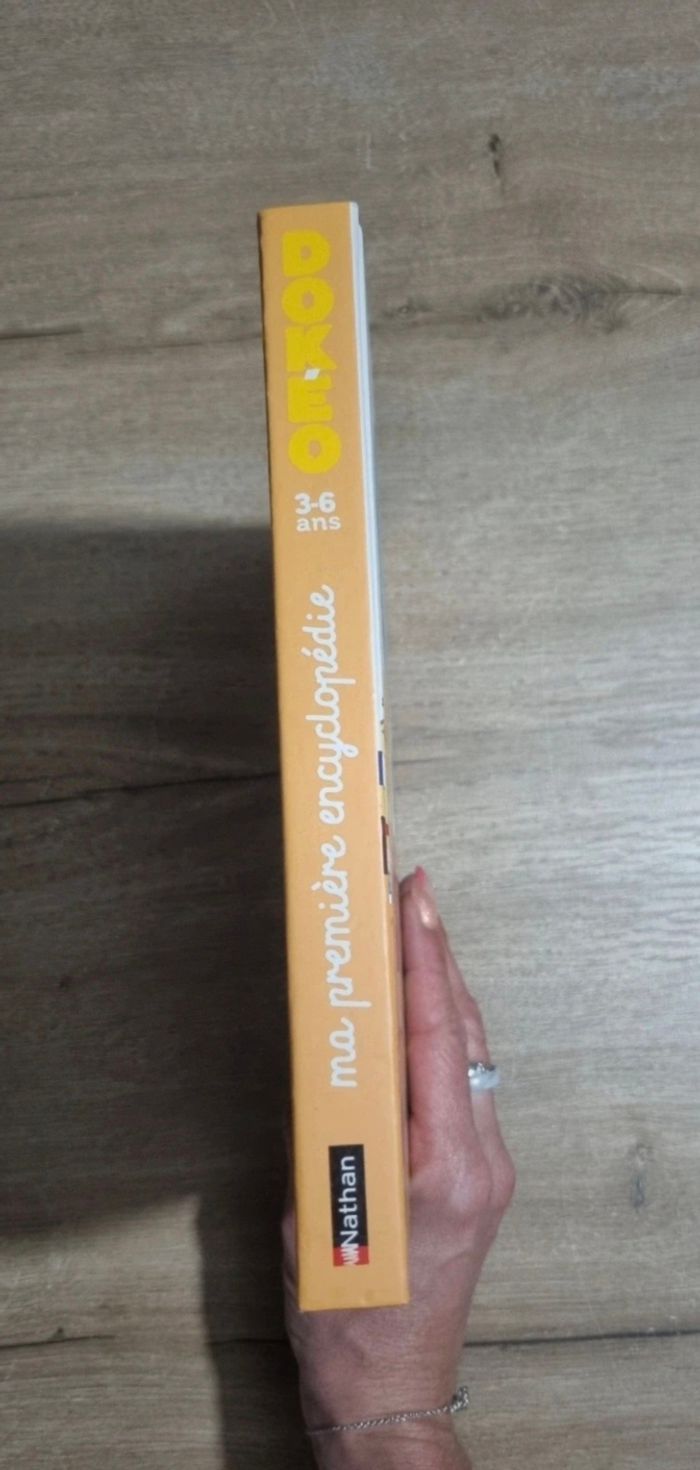 DOKÉO
3-6
ans
ma première encyclopédie
Nathan